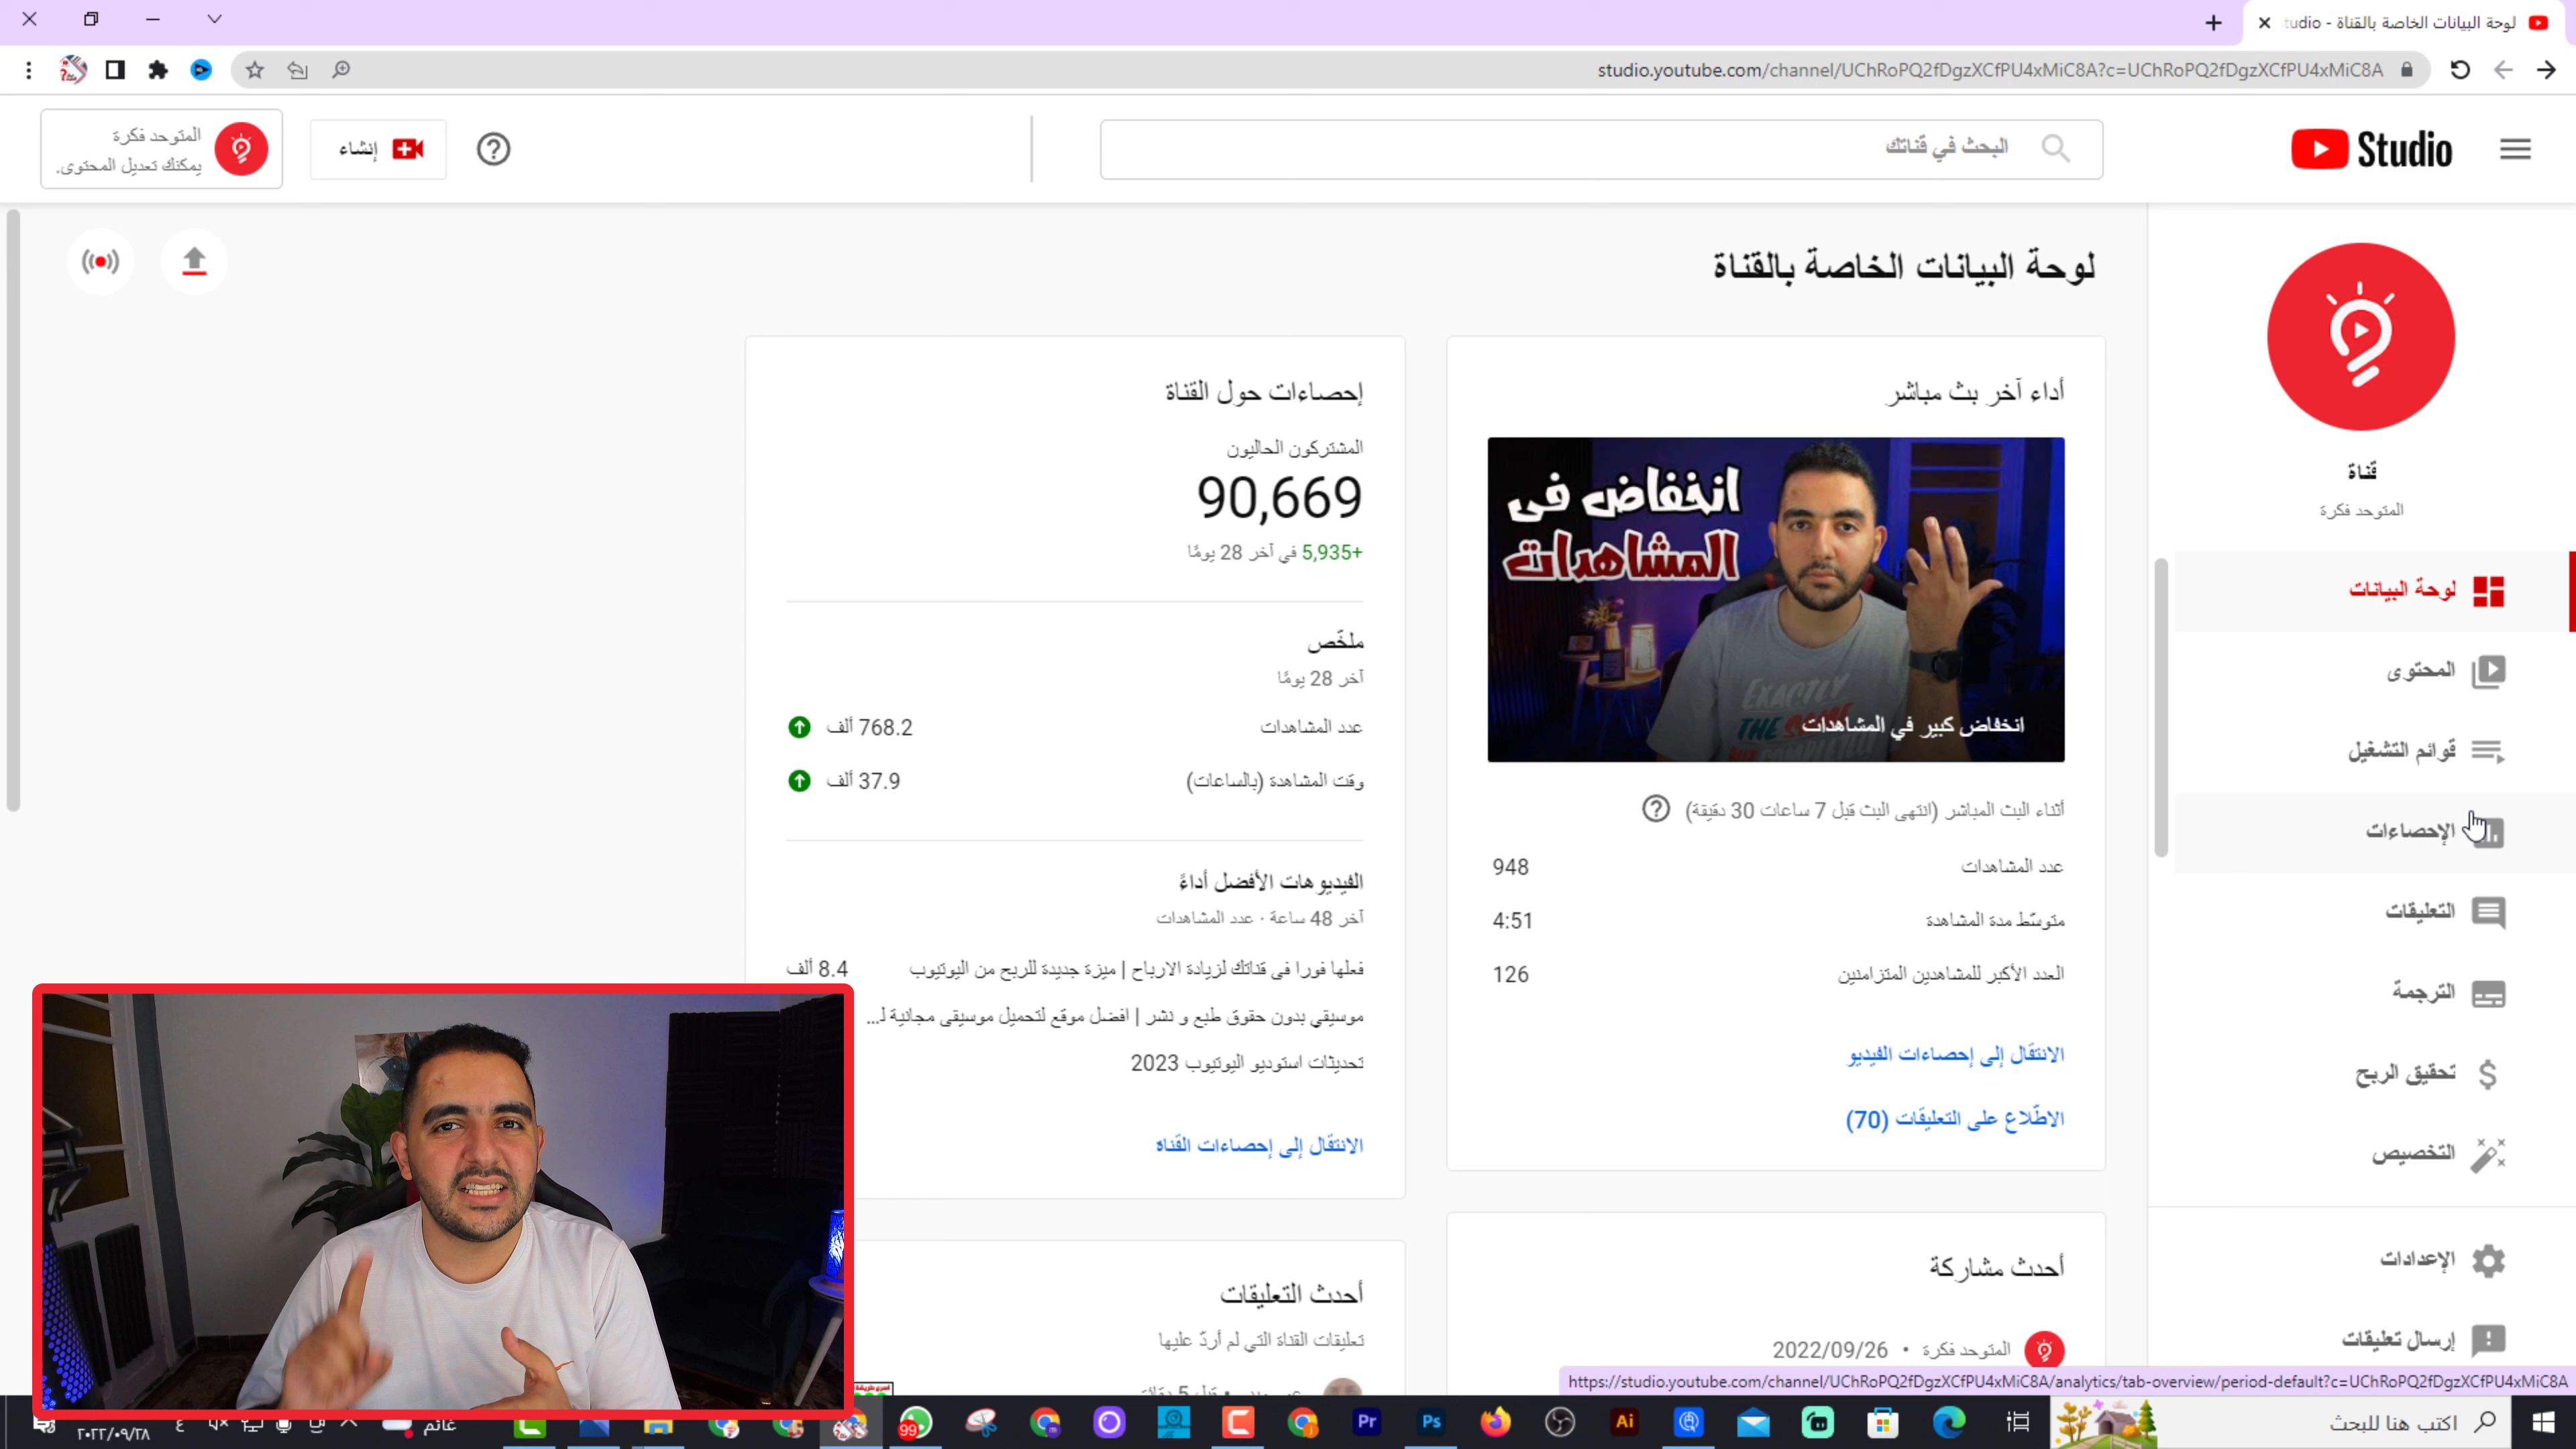 لوحة البيانات الخاصة بالقناة - tudio
studio.youtube.com/channel/UChRoPQ2fDgzXCfPU4xMiC8A?c=UChRoPQ2fDgzXCfPU4xMiC8A
Studio
البحث في قناتك
إنشاء
المتوحد فكرة
يمكنك تعديل المحتوى.
لوحة البيانات الخاصة بالقناة
قناة
المتوحد فكرة
لوحة البيانات
المحتوى
قوائم التشغيل
الإحصاءات
التعليقات
الترجمة
تحقيق الربح
التخصيص
الإعدادات
إرسال تعليقات
أداء آخر بث مباشر
انخفاض فى
المشاهدات
EXACTLY
انخفاض كبير في المشاهدات
أثناء البث المباشر (انتهى البث قبل 7 ساعات 30 دقيقة)
عدد المشاهدات 948
متوسّط مدة المشاهدة 4:51
العدد الأكبر للمشاهدين المتزامنين 126
الانتقال إلى إحصاءات الفيديو
الاطّلاع على التعليقات (70)
أحدث مشاركة
المتوحد فكرة • 2022/09/26
إحصاءات حول القناة
المشتركون الحاليون
90,669
+5,935 في آخر 28 يومًا
ملخّص
آخر 28 يومًا
عدد المشاهدات 768.2 ألف
وقت المشاهدة (بالساعات) 37.9 ألف
الفيديوهات الأفضل أداءً
آخر 48 ساعة · عدد المشاهدات
فعلها فورا فى قناتك لزيادة الارباح | ميزة جديدة للربح من اليوتيوب 8.4 ألف
موسيقي بدون حقوق طبع و نشر | افضل موقع لتحميل موسيقى مجانية لـ...
تحديثات استوديو اليوتيوب 2023
الانتقال إلى إحصاءات القناة
أحدث التعليقات
تعليقات القناة التي لم أردّ عليها
https://studio.youtube.com/channel/UChRoPQ2fDgzXCfPU4xMiC8A/analytics/tab-overview/period-default?c=UChRoPQ2fDgzXCfPU4xMiC8A
اكتب هنا للبحث
Ai
Ps
Pr
99
غائم
ع
٢٠٢٢/٠٩/٢٨